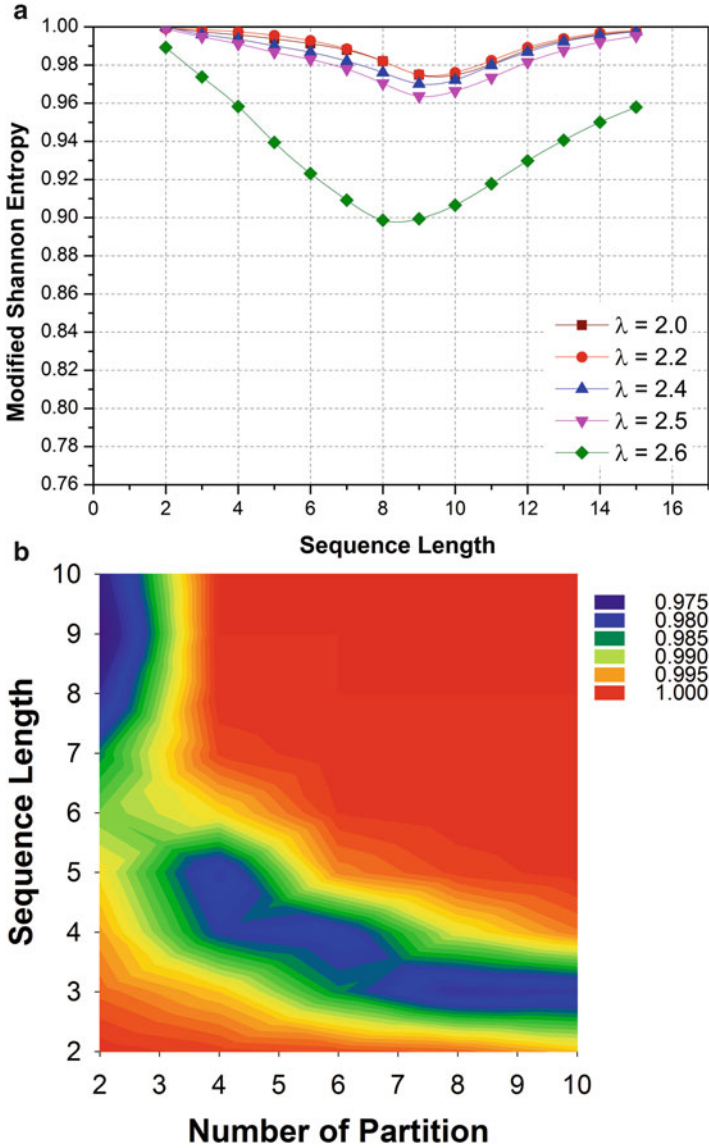 a
1.00
0.98
0.96
0.94
0.92
0.90
0.88
0.86
0.84
0.82
0.80
0.78
0.76
Modified Shannon Entropy
λ = 2.0
λ = 2.2
λ = 2.4
λ = 2.5
λ = 2.6
0 2 4 6 8 10 12 14 16
Sequence Length
b
10
9
8
7
6
5
4
3
2
Sequence Length
0.975
0.980
0.985
0.990
0.995
1.000
2 3 4 5 6 7 8 9 10
Number of Partition